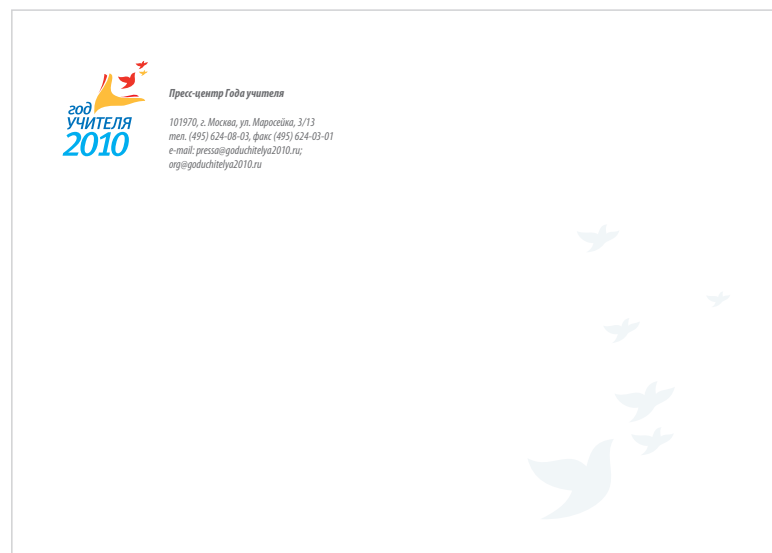 год
УЧИТЕЛЯ
2010
Пресс-центр Года учителя
101970, г. Москва, ул. Маросейка, 3/13
тел. (495) 624-08-03, факс (495) 624-03-01
e-mail: pressa@goduchitelya2010.ru;
org@goduchitelya2010.ru